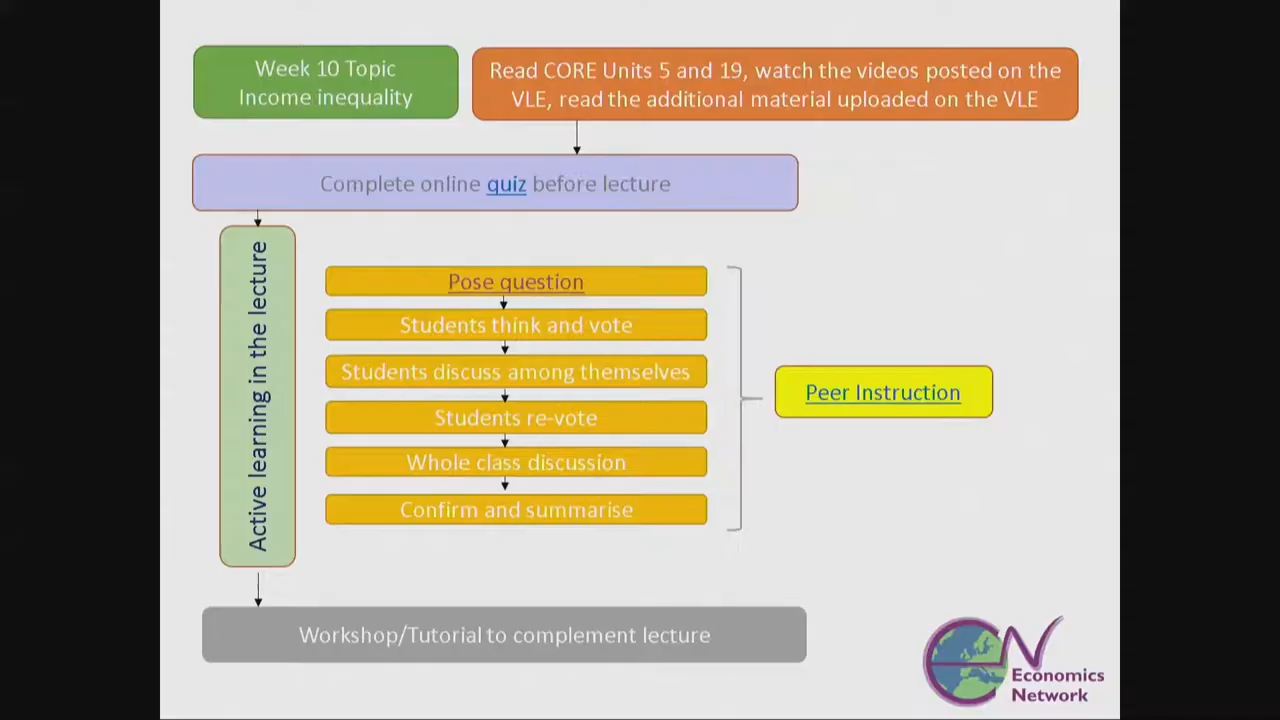 Week 10 Topic
Income inequality
Read CORE Units 5 and 19, watch the videos posted on the
VLE, read the additional material uploaded on the VLE
Complete online quiz before lecture
Active learning in the lecture
Pose question
Students think and vote
Students discuss among themselves
Students re-vote
Whole class discussion
Confirm and summarise
Peer Instruction
Workshop/Tutorial to complement lecture
Economics
Network